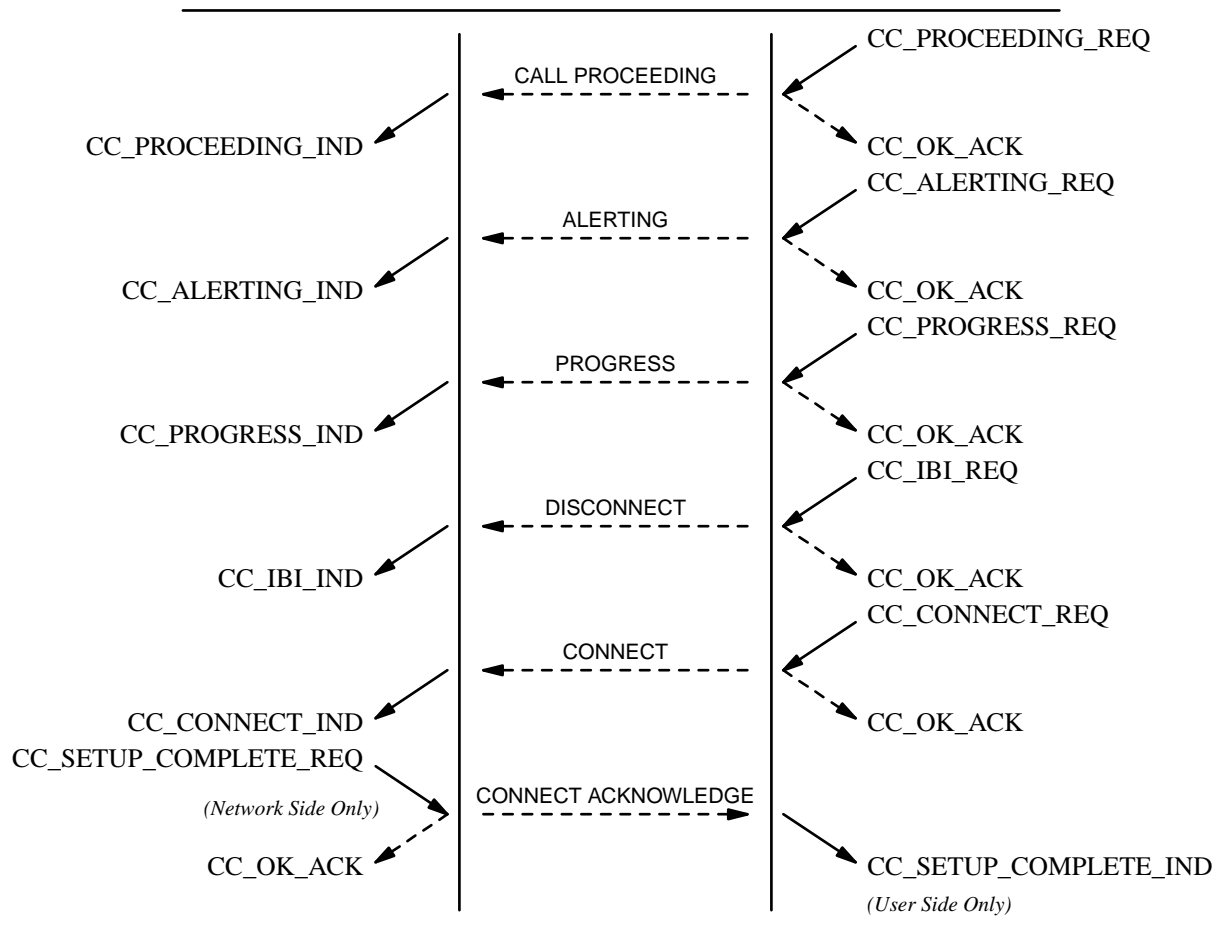 CC_PROCEEDING_REQ
CALL PROCEEDING
CC_PROCEEDING_IND
CC_OK_ACK
CC_ALERTING_REQ
ALERTING
CC_ALERTING_IND
CC_OK_ACK
CC_PROGRESS_REQ
PROGRESS
CC_PROGRESS_IND
CC_OK_ACK
CC_IBI_REQ
DISCONNECT
CC_IBI_IND
CC_OK_ACK
CC_CONNECT_REQ
CONNECT
CC_CONNECT_IND
CC_OK_ACK
CC_SETUP_COMPLETE_REQ
(Network Side Only)
CONNECT ACKNOWLEDGE
CC_OK_ACK
CC_SETUP_COMPLETE_IND
(User Side Only)